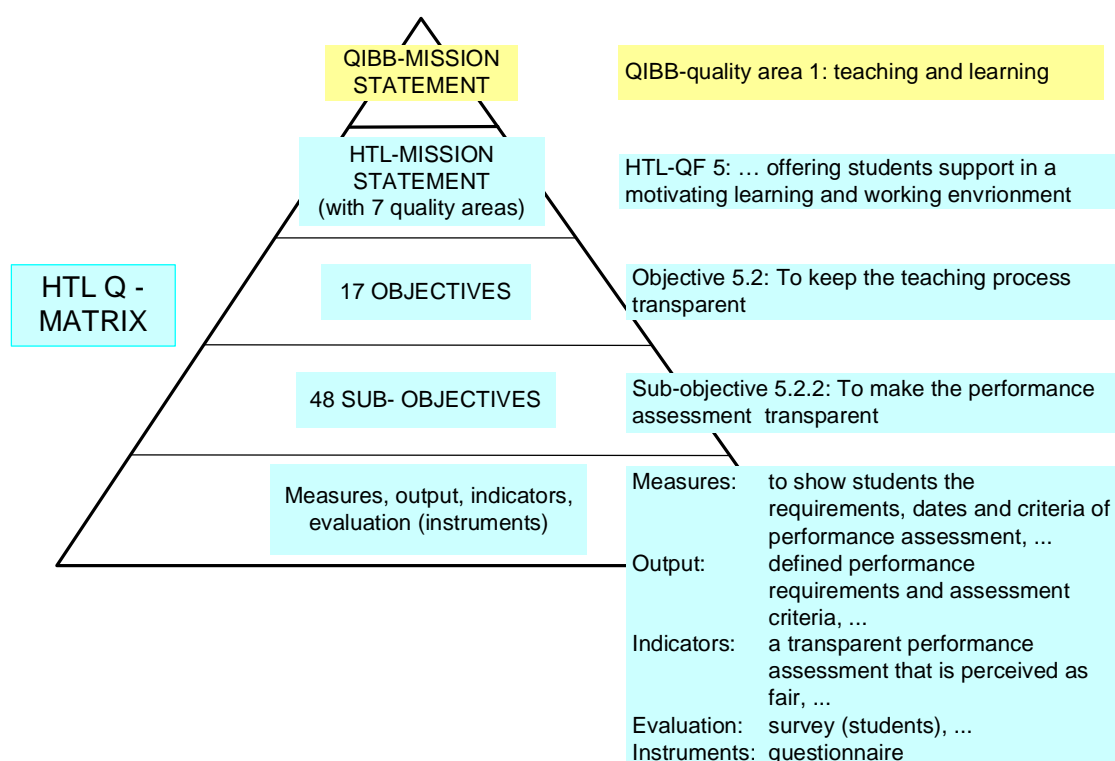 QIBB-MISSION
STATEMENT
QIBB-quality area 1: teaching and learning
HTL-MISSION
STATEMENT
(with 7 quality areas)
HTL-QF 5: … offering students support in a
motivating learning and working envrionment
HTL Q -
MATRIX
17 OBJECTIVES
Objective 5.2: To keep the teaching process
transparent
48 SUB- OBJECTIVES
Sub-objective 5.2.2: To make the performance
assessment transparent
Measures, output, indicators,
evaluation (instruments)
Measures: to show students the
requirements, dates and criteria of
performance assessment, ...
Output: defined performance
requirements and assessment
criteria, ...
Indicators: a transparent performance
assessment that is perceived as
fair, ...
Evaluation: survey (students), ...
Instruments: questionnaire